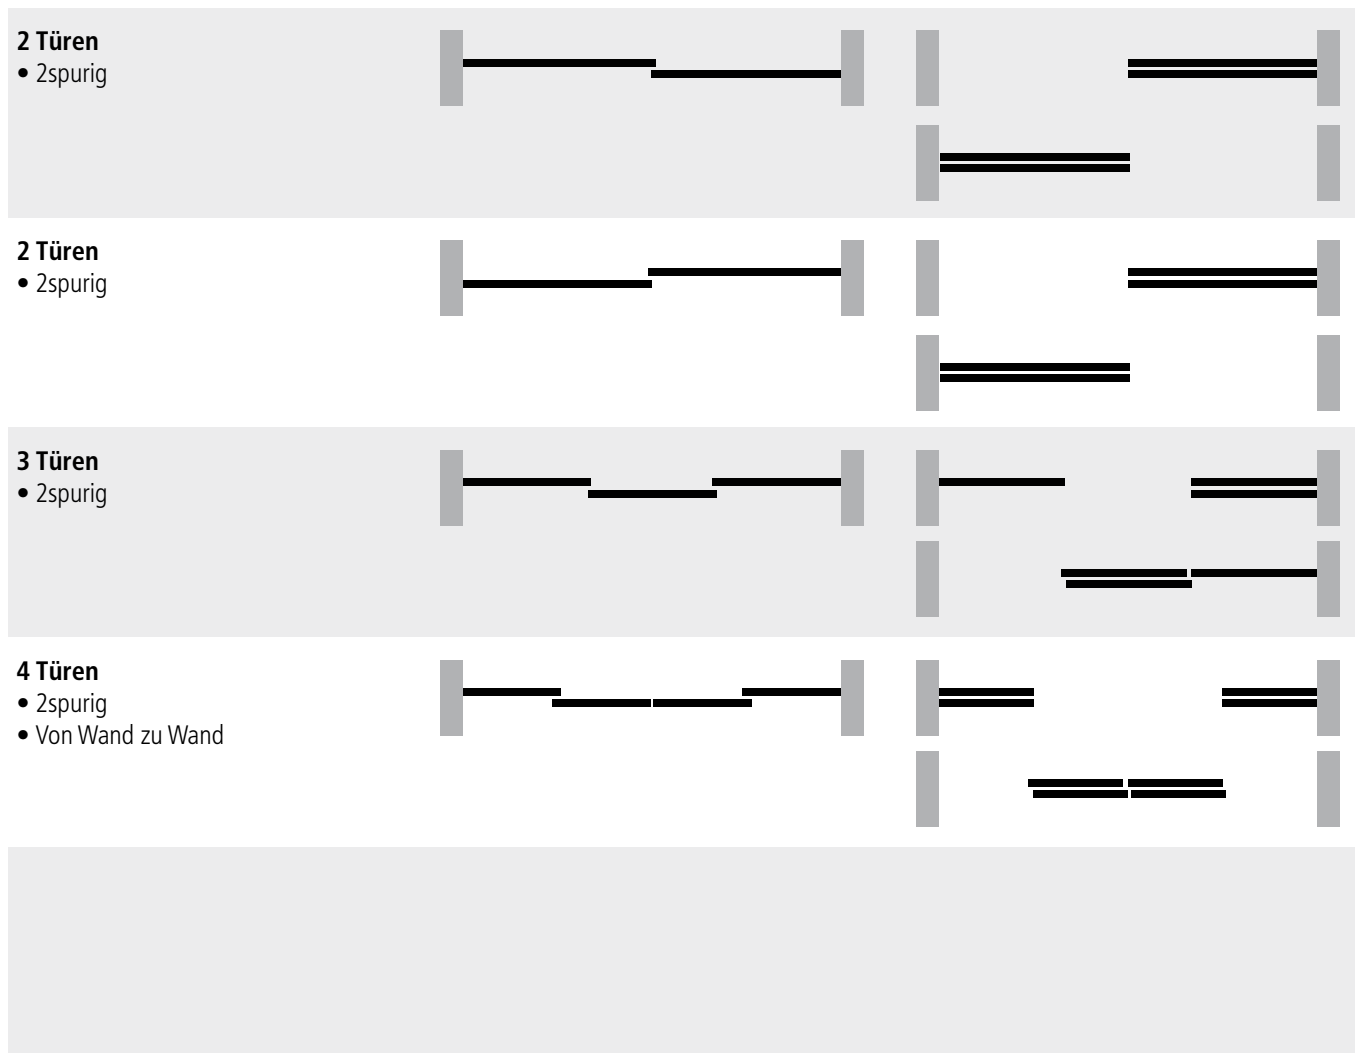 2 Türen
• 2spurig
2 Türen
• 2spurig
3 Türen
• 2spurig
4 Türen
• 2spurig
• Von Wand zu Wand